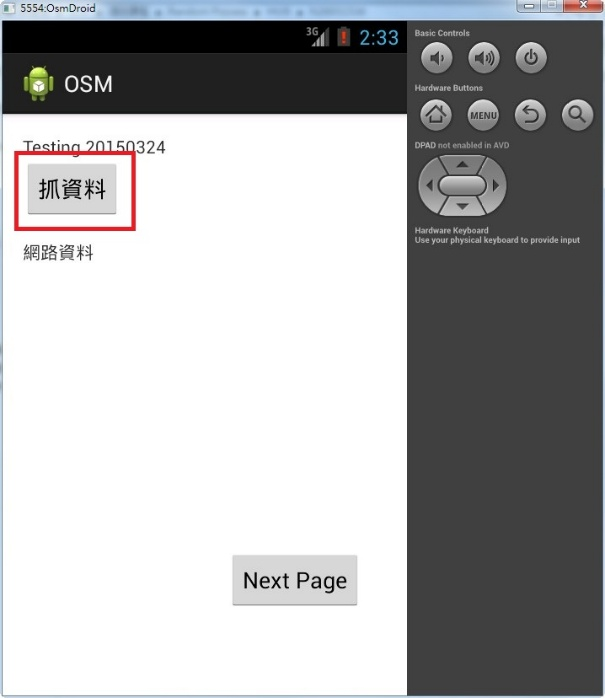 5554:OsmDroid
3G
2:33
OSM
Testing 20150324
抓資料
網路資料
Next Page
Basic Controls
Hardware Buttons
MENU
DPAD not enabled in AVD
Hardware Keyboard
Use your physical keyboard to provide input